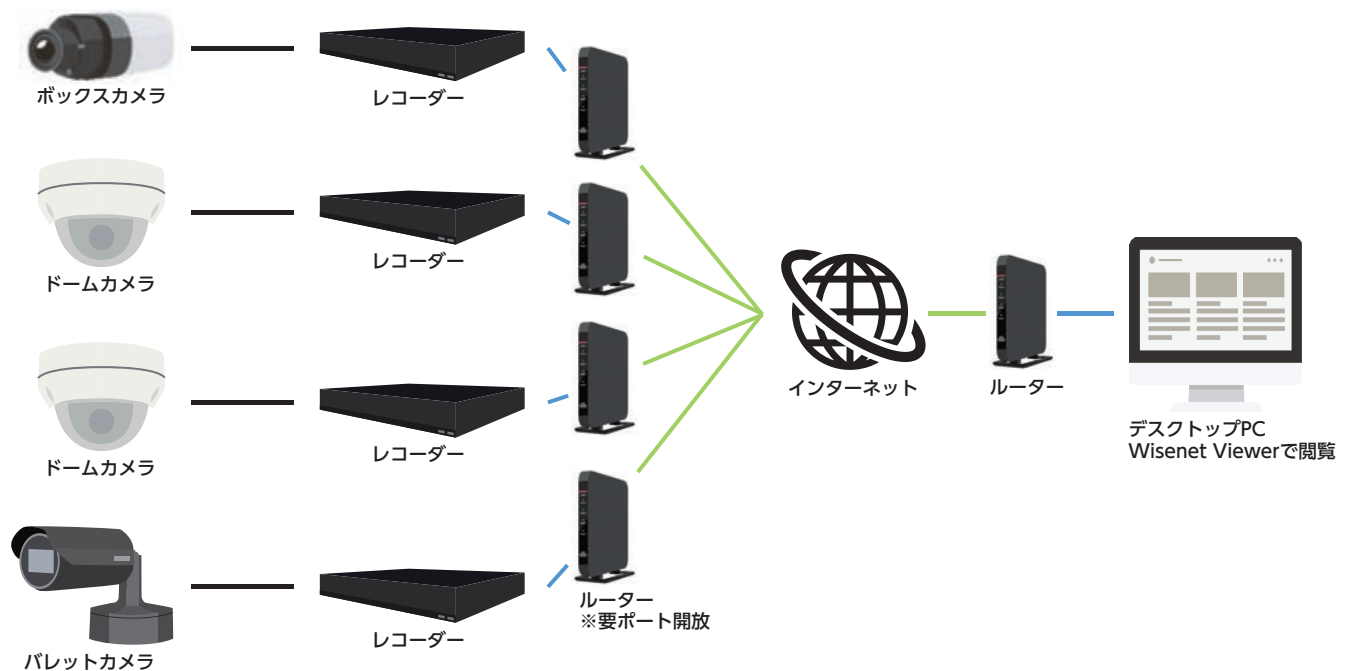 ボックスカメラ
レコーダー
ドームカメラ
レコーダー
インターネット
ルーター
デスクトップPC
Wisenet Viewerで閲覧
ドームカメラ
レコーダー
ルーター
※要ポート開放
バレットカメラ
レコーダー